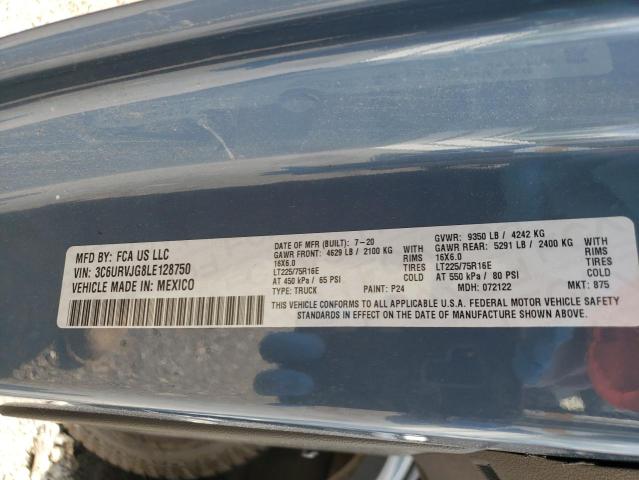 MFD BY: FCA US LLC
VIN: 3C6URVJG8LE128750
VEHICLE MADE IN: MEXICO
DATE OF MFR (BUILT): 7-20
GAWR FRONT: 4629 LB / 2100 KG
16X6.0 RIMS
LT225/75R16E TIRES
AT 450 kPa / 65 PSI COLD
TYPE: TRUCK PAINT: P24
GVWR: 9350 LB / 4242 KG
GAWR REAR: 5291 LB / 2400 KG
16X6.0 RIMS
LT225/75R16E TIRES
AT 550 kPa / 80 PSI COLD
MDH: 072122 MKT: 875
THIS VEHICLE CONFORMS TO ALL APPLICABLE U.S.A. FEDERAL MOTOR VEHICLE SAFETY
STANDARDS IN EFFECT ON THE DATE OF MANUFACTURE SHOWN ABOVE.